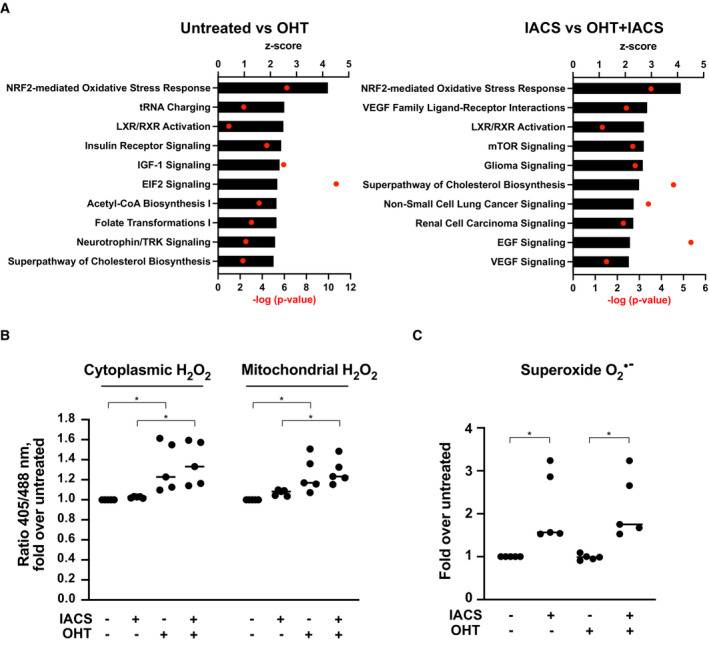 A
Untreated vs OHT
z-score
0 1 2 3 4 5
NRF2-mediated Oxidative Stress Response
tRNA Charging
LXR/RXR Activation
Insulin Receptor Signaling
IGF-1 Signaling
EIF2 Signaling
Acetyl-CoA Biosynthesis I
Folate Transformations I
Neurotrophin/TRK Signaling
Superpathway of Cholesterol Biosynthesis
0 1 2 3 4 5 6 7 8 9 10 12
-log (p-value)
IACS vs OHT+IACS
z-score
0 1 2 3 4 5
NRF2-mediated Oxidative Stress Response
VEGF Family Ligand-Receptor Interactions
LXR/RXR Activation
mTOR Signaling
Glioma Signaling
Superpathway of Cholesterol Biosynthesis
Non-Small Cell Lung Cancer Signaling
Renal Cell Carcinoma Signaling
EGF Signaling
VEGF Signaling
0 1 2 3 4 5 6
-log (p-value)
B
Cytoplasmic H₂O₂
Mitochondrial H₂O₂
Ratio 405/488 nm,
fold over untreated
1.8
1.6
1.4
1.2
1.0
0.8
0.6
0.4
0.2
0.0
* * * *
IACS - + - + - + - +
OHT - - + + - - + +
C
Superoxide O₂•-
Fold over untreated
4
3
2
1
0
* *
IACS - + - +
OHT - - + +